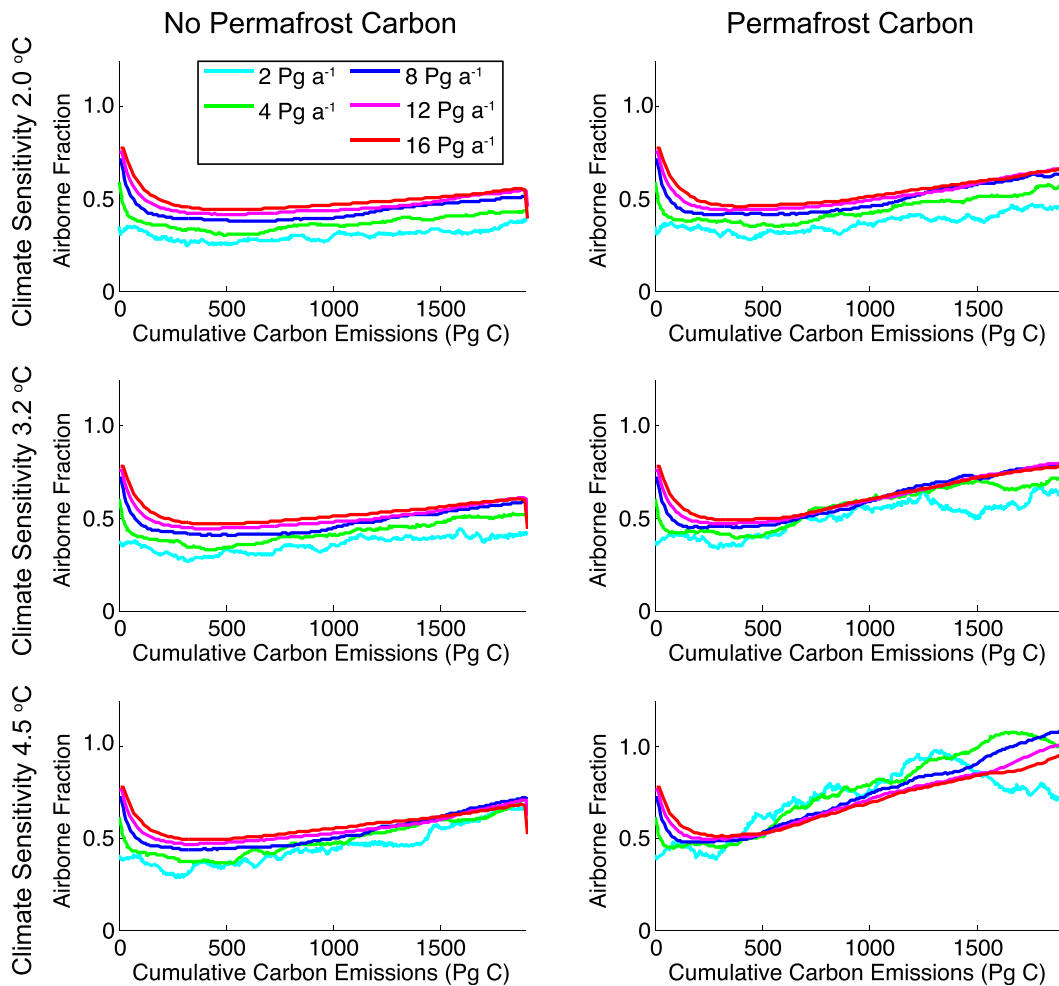 No Permafrost Carbon
Permafrost Carbon
Climate Sensitivity 2.0 °C
Airborne Fraction
1.0
0.5
0
2 Pg a⁻¹
4 Pg a⁻¹
8 Pg a⁻¹
12 Pg a⁻¹
16 Pg a⁻¹
0 500 1000 1500
Cumulative Carbon Emissions (Pg C)
Airborne Fraction
1.0
0.5
0
0 500 1000 1500
Cumulative Carbon Emissions (Pg C)
Climate Sensitivity 3.2 °C
Airborne Fraction
1.0
0.5
0
0 500 1000 1500
Cumulative Carbon Emissions (Pg C)
Airborne Fraction
1.0
0.5
0
0 500 1000 1500
Cumulative Carbon Emissions (Pg C)
Climate Sensitivity 4.5 °C
Airborne Fraction
1.0
0.5
0
0 500 1000 1500
Cumulative Carbon Emissions (Pg C)
Airborne Fraction
1.0
0.5
0
0 500 1000 1500
Cumulative Carbon Emissions (Pg C)